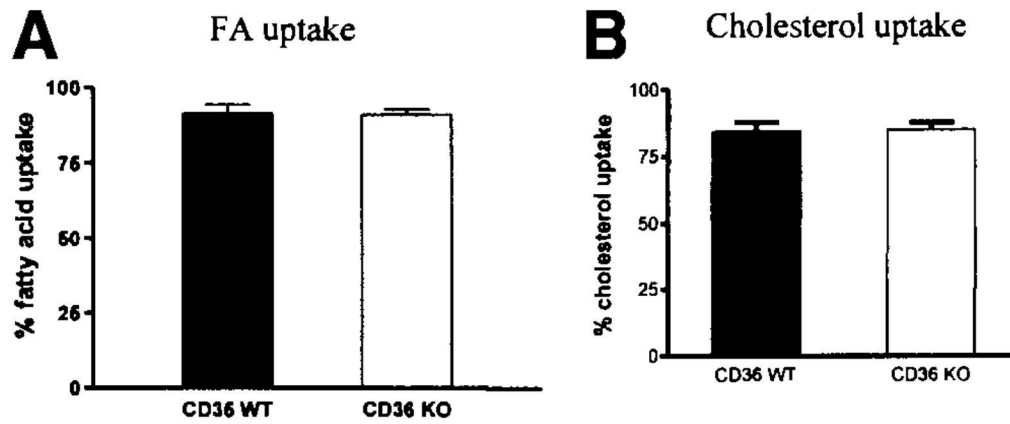 A
FA uptake
% fatty acid uptake
100
75
50
25
0
CD36 WT
CD36 KO
B
Cholesterol uptake
% cholesterol uptake
100
75
50
25
0
CD36 WT
CD36 KO